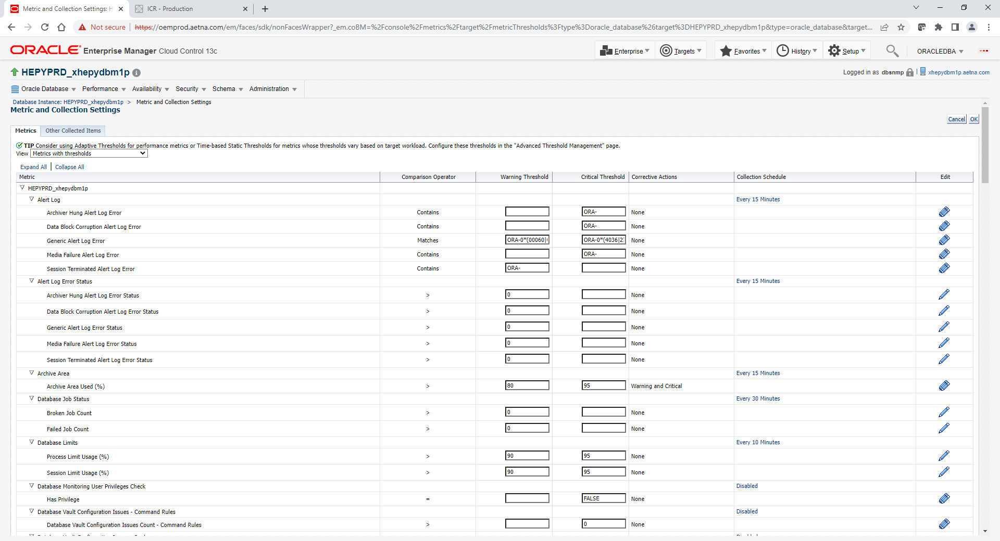 Metric and Collection Settings: H
ICR - Production
Not secure https://oemprod.aetna.com/em/faces/sdk/nonFacesWrapper?_em.coBM=%2Fconsole%2Fmetrics%2Ftarget%2FmetricThresholds%3Ftype%3Doracle_database%26target%3DHEPYPRD_xhepydbm1p&type=oracle_database&target...
ORACLE Enterprise Manager Cloud Control 13c
Enterprise Targets Favorites History Setup ORACLEDBA
HEPYPRD_xhepydbm1p
Logged in as dbsnmp xhepydbm1p.aetna.com
Oracle Database Performance Availability Security Schema Administration
Database Instance: HEPYPRD_xhepydbm1p > Metric and Collection Settings
Metric and Collection Settings
Cancel OK
Metrics Other Collected Items
TIP Consider using Adaptive Thresholds for performance metrics or Time-based Static Thresholds for metrics whose thresholds vary based on target workload. Configure these thresholds in the "Advanced Threshold Management" page.
View Metrics with thresholds
Expand All | Collapse All
Metric Comparison Operator Warning Threshold Critical Threshold Corrective Actions Collection Schedule Edit
HEPYPRD_xhepydbm1p
Alert Log Every 15 Minutes
Archiver Hung Alert Log Error Contains ORA- None
Data Block Corruption Alert Log Error Contains ORA- None
Generic Alert Log Error Matches ORA-0*(00060| ORA-0*(4036|2 None
Media Failure Alert Log Error Contains ORA- None
Session Terminated Alert Log Error Contains ORA- None
Alert Log Error Status Every 15 Minutes
Archiver Hung Alert Log Error Status > 0 None
Data Block Corruption Alert Log Error Status > 0 None
Generic Alert Log Error Status > 0 None
Media Failure Alert Log Error Status > 0 None
Session Terminated Alert Log Error Status > 0 None
Archive Area Every 15 Minutes
Archive Area Used (%) > 80 95 Warning and Critical
Database Job Status Every 30 Minutes
Broken Job Count > 0 None
Failed Job Count > 0 None
Database Limits Every 10 Minutes
Process Limit Usage (%) > 90 95 None
Session Limit Usage (%) > 90 95 None
Database Monitoring User Privileges Check Disabled
Has Privilege = FALSE None
Database Vault Configuration Issues - Command Rules Disabled
Database Vault Configuration Issues Count - Command Rules > 0 None